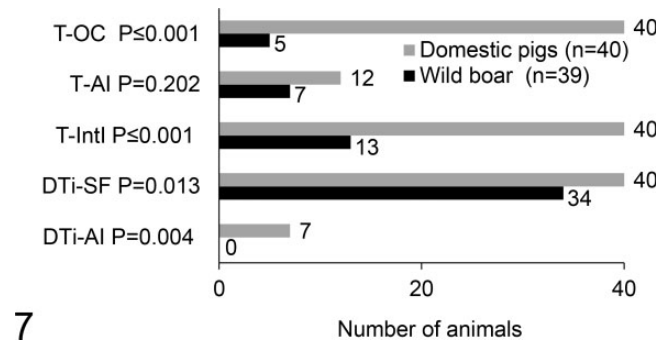 T-OC P≤0.001
40
5
Domestic pigs (n=40)
Wild boar (n=39)
T-AI P=0.202
12
7
T-Intl P≤0.001
40
13
DTi-SF P=0.013
40
34
DTi-AI P=0.004
7
0
0 20 40
Number of animals
7